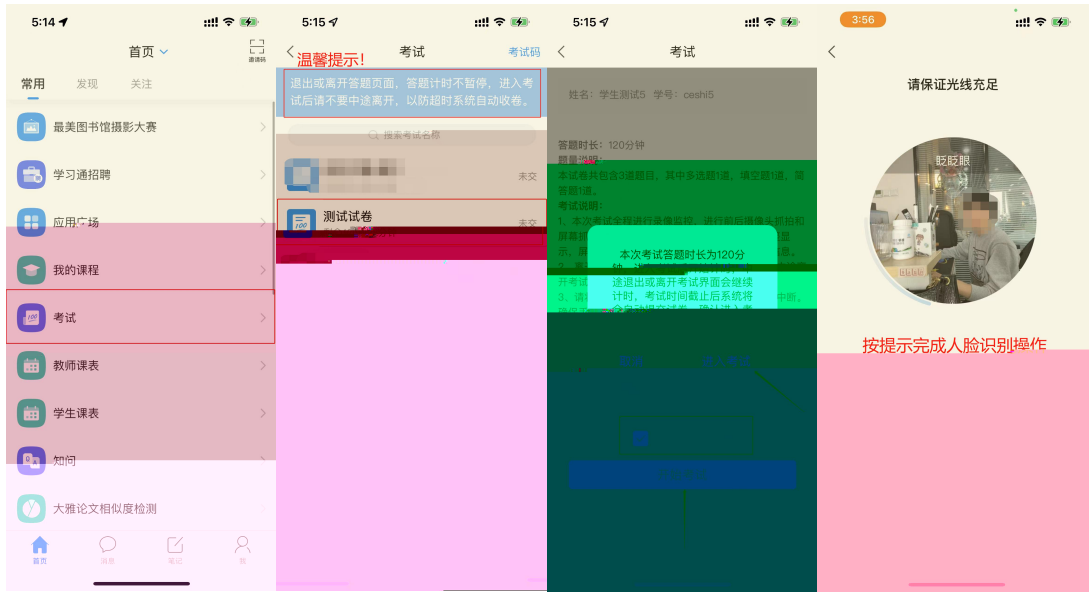 5:14
首页
邀请码
常用
发现
关注
最美图书馆摄影大赛
学习通招聘
应用广场
我的课程
考试
教师课表
学生课表
知问
大雅论文相似度检测
首页
消息
笔记
我
5:15
考试
考试码
温馨提示！
退出或离开答题页面，答题计时不暂停，进入考
试后请不要中途离开，以防超时系统自动收卷。
搜索考试名称
未交
测试试卷
未交
5:15
考试
姓名：学生测试5 学号：ceshi5
答题时长：120分钟
题量说明：
本试卷共包含3道题目，其中多选题1道，填空题1道，简
答题1道。
考试说明：
1、本次考试全程进行录像监控，进行前后摄像头抓拍和
本次考试答题时长为120分
途退出或离开考试界面会继续
计时，考试时间截止后系统将
3:56
请保证光线充足
眨眨眼
按提示完成人脸识别操作